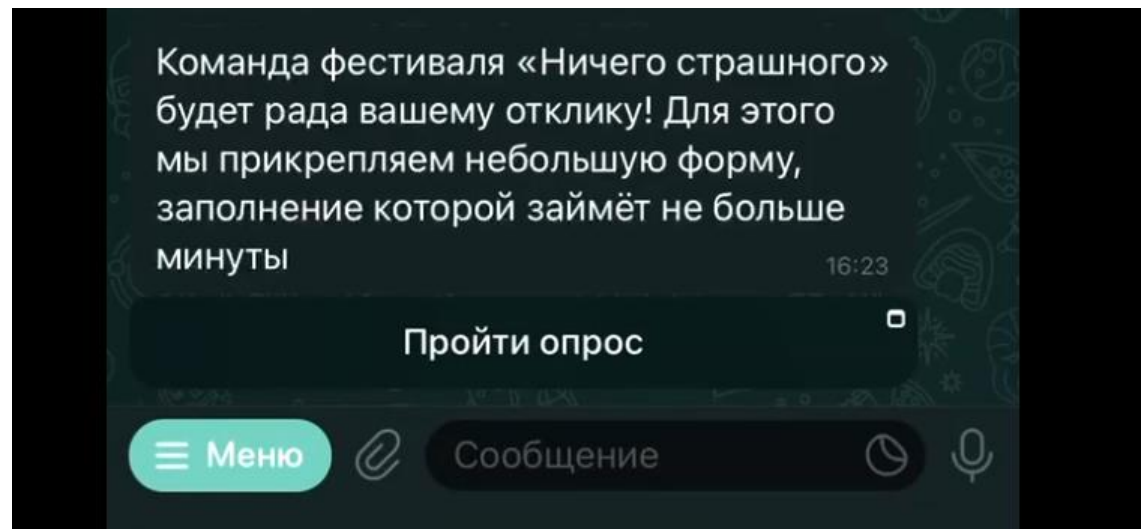 Команда фестиваля «Ничего страшного»
будет рада вашему отклику! Для этого
мы прикрепляем небольшую форму,
заполнение которой займёт не больше
минуты
16:23
Пройти опрос
Меню
Сообщение